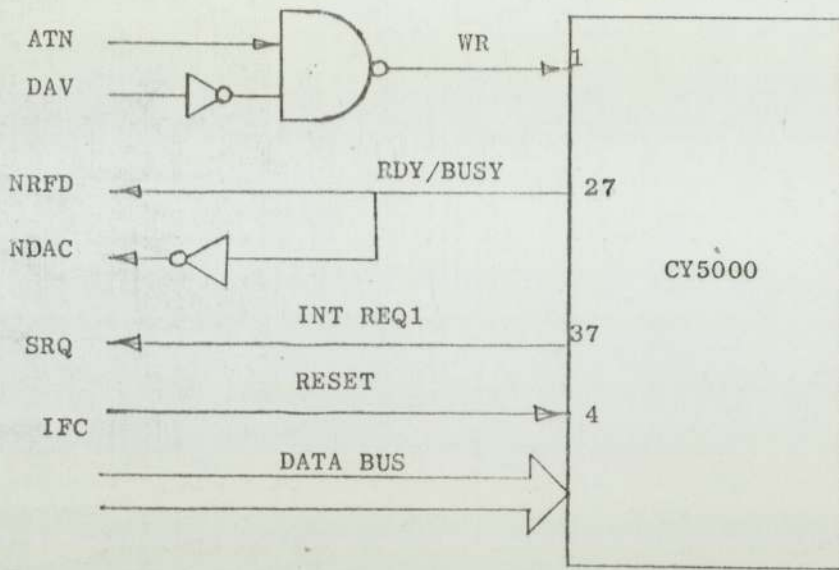 ATN
WR
1
DAV
NRFD
RDY/BUSY
27
NDAC
CY5000
INT REQ1
37
SRQ
RESET
4
IFC
DATA BUS